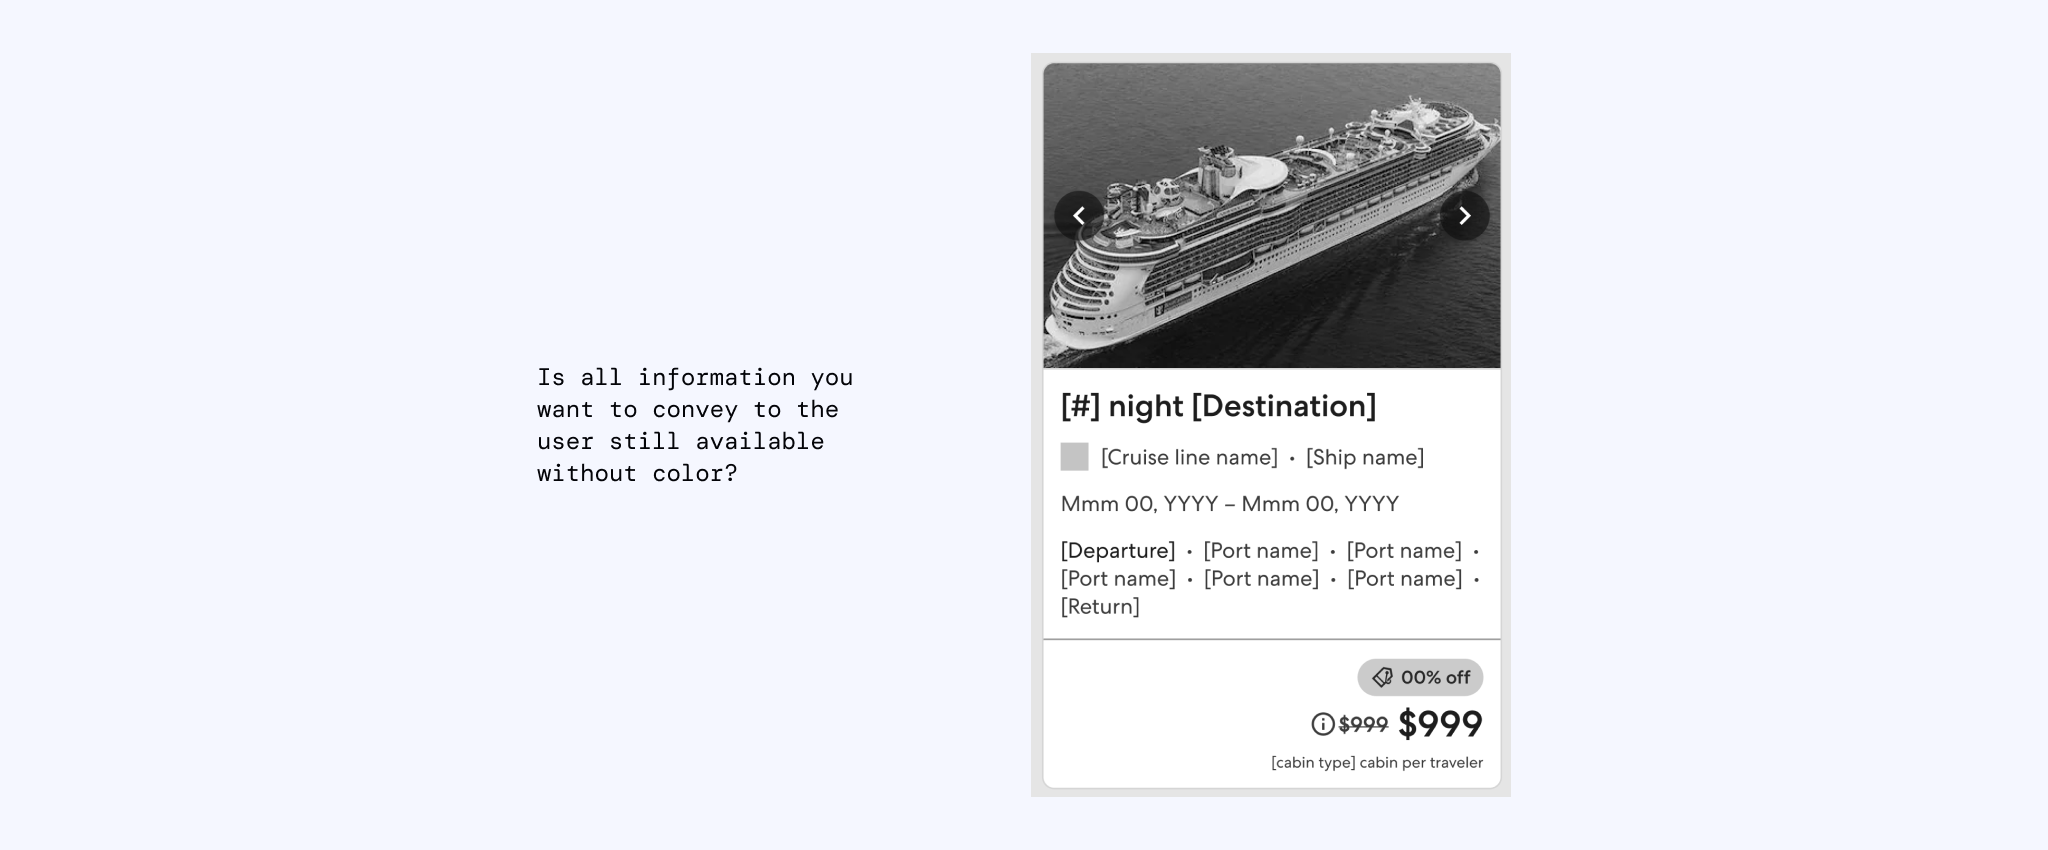 Is all information you
want to convey to the
user still available
without color?
[#] night [Destination]
[Cruise line name] • [Ship name]
Mmm 00, YYYY – Mmm 00, YYYY
[Departure] • [Port name] • [Port name] •
[Port name] • [Port name] • [Port name] •
[Return]
00% off
$999 $999
[cabin type] cabin per traveler